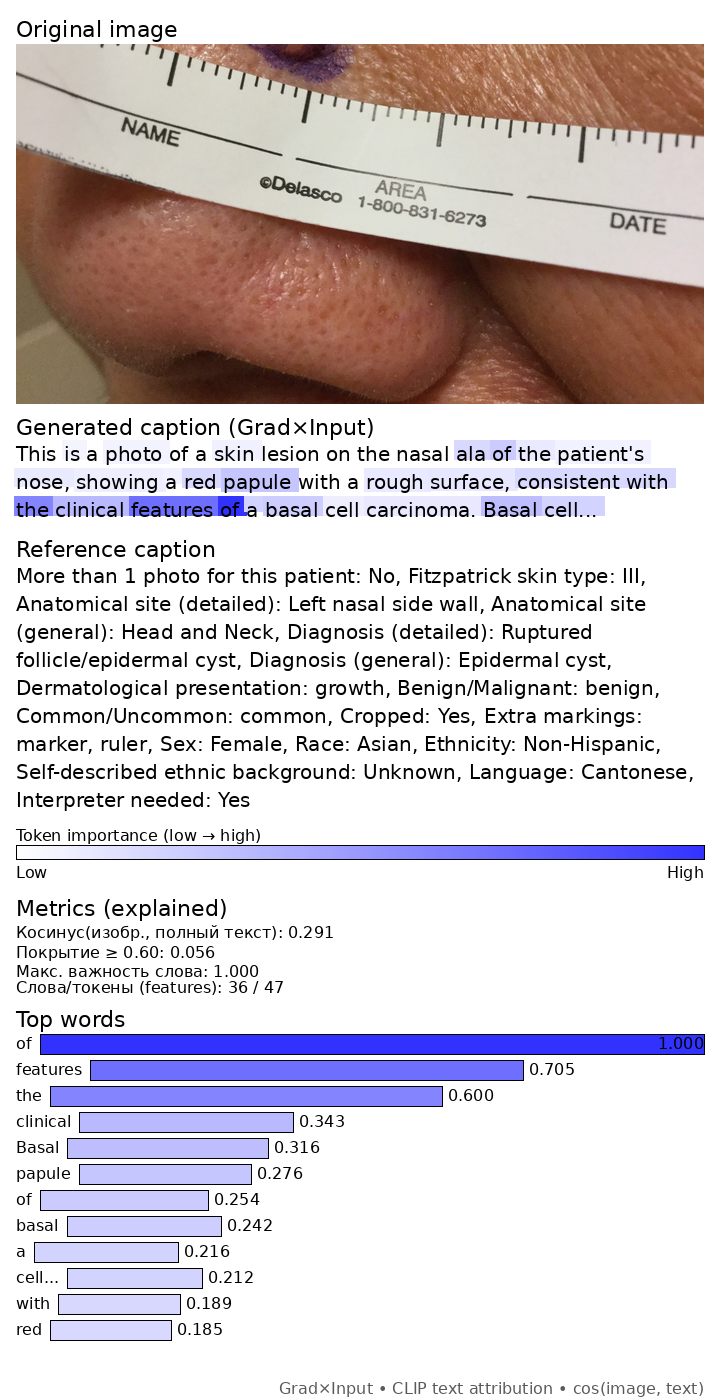 Original image
NAME
©Delasco
AREA
1-800-831-6273
DATE
Generated caption (Grad×Input)
This is a photo of a skin lesion on the nasal ala of the patient's
nose, showing a red papule with a rough surface, consistent with
the clinical features of a basal cell carcinoma. Basal cell...
Reference caption
More than 1 photo for this patient: No, Fitzpatrick skin type: III,
Anatomical site (detailed): Left nasal side wall, Anatomical site
(general): Head and Neck, Diagnosis (detailed): Ruptured
follicle/epidermal cyst, Diagnosis (general): Epidermal cyst,
Dermatological presentation: growth, Benign/Malignant: benign,
Common/Uncommon: common, Cropped: Yes, Extra markings:
marker, ruler, Sex: Female, Race: Asian, Ethnicity: Non-Hispanic,
Self-described ethnic background: Unknown, Language: Cantonese,
Interpreter needed: Yes
Token importance (low → high)
Low High
Metrics (explained)
Косинус(изобр., полный текст): 0.291
Покрытие ≥ 0.60: 0.056
Макс. важность слова: 1.000
Слова/токены (features): 36 / 47
Top words
of 1.000
features 0.705
the 0.600
clinical 0.343
Basal 0.316
papule 0.276
of 0.254
basal 0.242
a 0.216
cell... 0.212
with 0.189
red 0.185
Grad×Input • CLIP text attribution • cos(image, text)